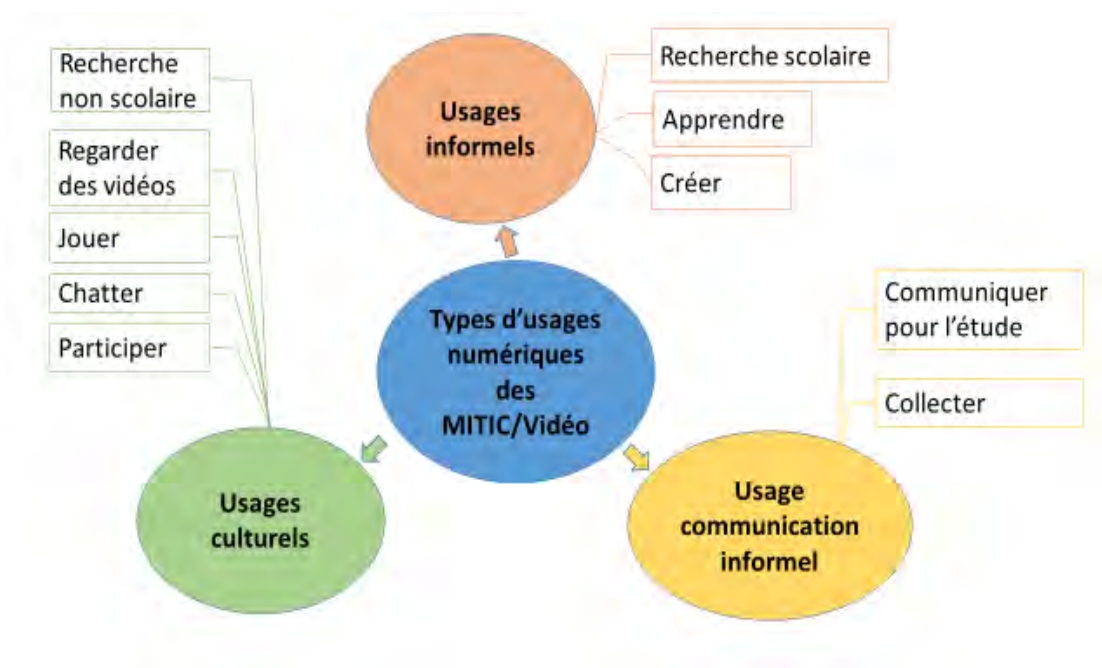 Recherche
non scolaire
Regarder
des vidéos
Jouer
Chatter
Participer
Usages
informels
Recherche scolaire
Apprendre
Créer
Types d’usages
numériques
des
MITIC/Vidéo
Communiquer
pour l’étude
Collecter
Usages
culturels
Usage
communication
informel